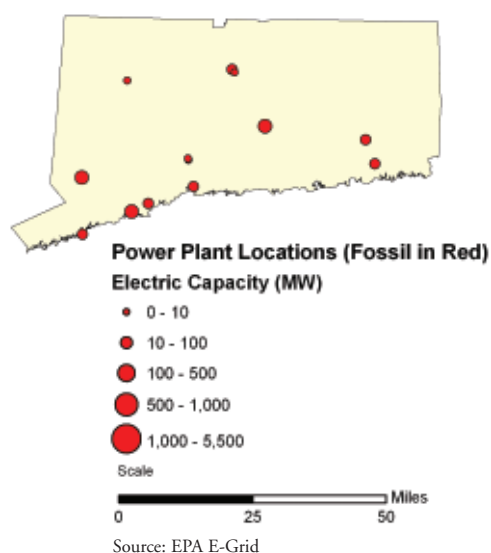 Power Plant Locations (Fossil in Red)
Electric Capacity (MW)
0 - 10
10 - 100
100 - 500
500 - 1,000
1,000 - 5,500
Scale
Miles
0 25 50
Source: EPA E-Grid